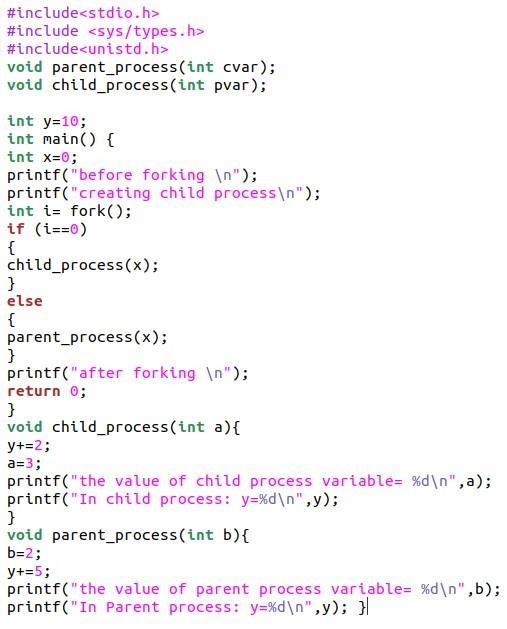 #include<stdio.h>
#include <sys/types.h>
#include<unistd.h>
void parent_process(int cvar);
void child_process(int pvar);

int y=10;
int main() {
int x=0;
printf("before forking \n");
printf("creating child process\n");
int i= fork();
if (i==0)
{
child_process(x);
}
else
{
parent_process(x);
}
printf("after forking \n");
return 0;
}
void child_process(int a){
y+=2;
a=3;
printf("the value of child process variable= %d\n",a);
printf("In child process: y=%d\n",y);
}
void parent_process(int b){
b=2;
y+=5;
printf("the value of parent process variable= %d\n",b);
printf("In Parent process: y=%d\n",y); }